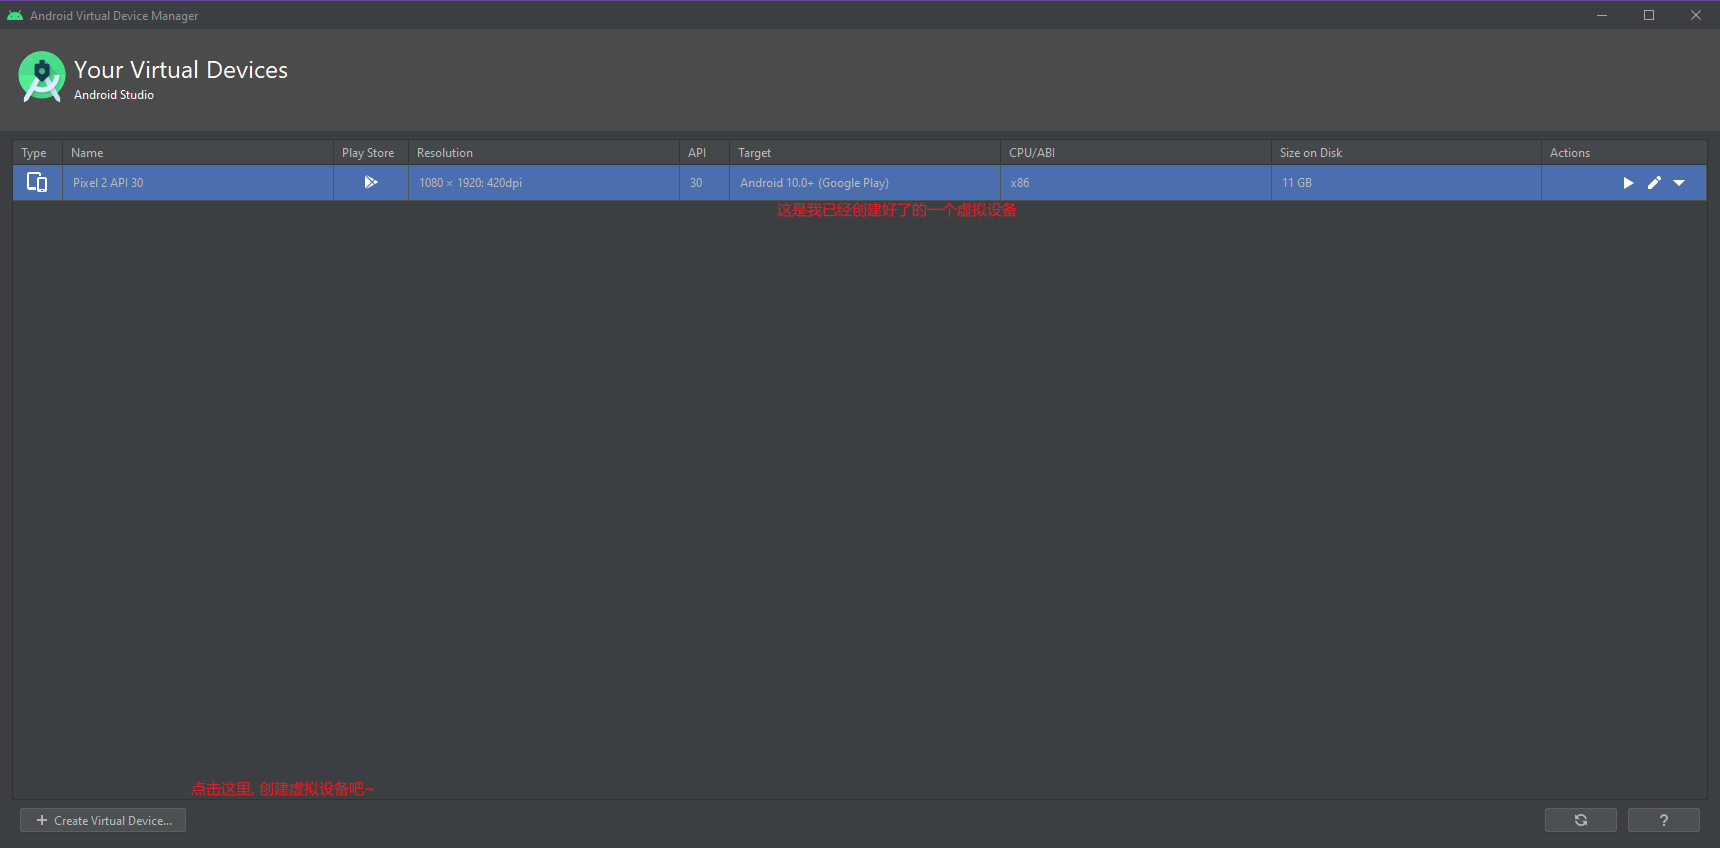 Android Virtual Device Manager
Your Virtual Devices
Android Studio
Type Name Play Store Resolution API Target CPU/ABI Size on Disk Actions
Pixel 2 API 30 1080 × 1920: 420dpi 30 Android 10.0+ (Google Play) x86 11 GB
这是我已经创建好了的一个虚拟设备
点击这里, 创建虚拟设备吧~
+ Create Virtual Device... ?